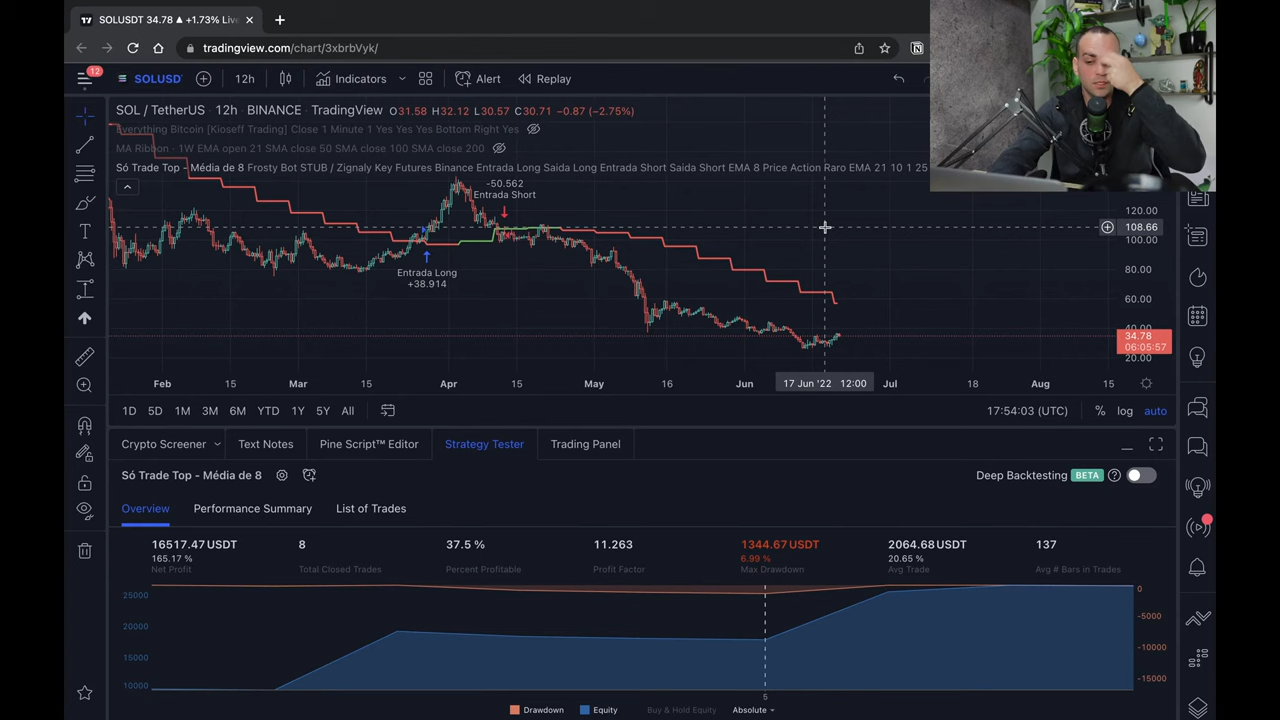 SOLUSDT 34.78 ▲ +1.73% Liv
tradingview.com/chart/3xbrbVyk/
12
SOLUSD
12h
Indicators
Alert
Replay
SOL / TetherUS · 12h · BINANCE · TradingView O31.58 H32.12 L30.57 C30.71 -0.87 (-2.75%)
Everything Bitcoin [Kioseff Trading] Close 1 Minute 1 Yes Yes Yes Bottom Right Yes
MA Ribbon · 1W EMA open 21 SMA close 50 SMA close 100 SMA close 200
Só Trade Top - Média de 8 Frosty Bot STUB / Zignaly Key Futures Binance Entrada Long Saida Long Entrada Short Saida Short EMA 8 Price Action Raro EMA 21 10 1 25
-50.562
Entrada Short
Entrada Long
+38.914
120.00
108.66
100.00
80.00
60.00
40.00
34.78
06:05:57
20.00
Feb 15 Mar 15 Apr 15 May 16 Jun 17 Jun '22 12:00 Jul 18 Aug 15
1D 5D 1M 3M 6M YTD 1Y 5Y All
17:54:03 (UTC) % log auto
Crypto Screener Text Notes Pine Script™ Editor Strategy Tester Trading Panel
Só Trade Top - Média de 8
Deep Backtesting BETA
Overview Performance Summary List of Trades
16517.47 USDT 8 37.5 % 11.263 1344.67 USDT 2064.68 USDT 137
165.17 % 6.99 % 20.65 %
Net Profit Total Closed Trades Percent Profitable Profit Factor Max Drawdown Avg Trade Avg # Bars in Trades
25000
20000
15000
10000
0
-5000
-10000
-15000
5
Drawdown Equity Buy & Hold Equity Absolute